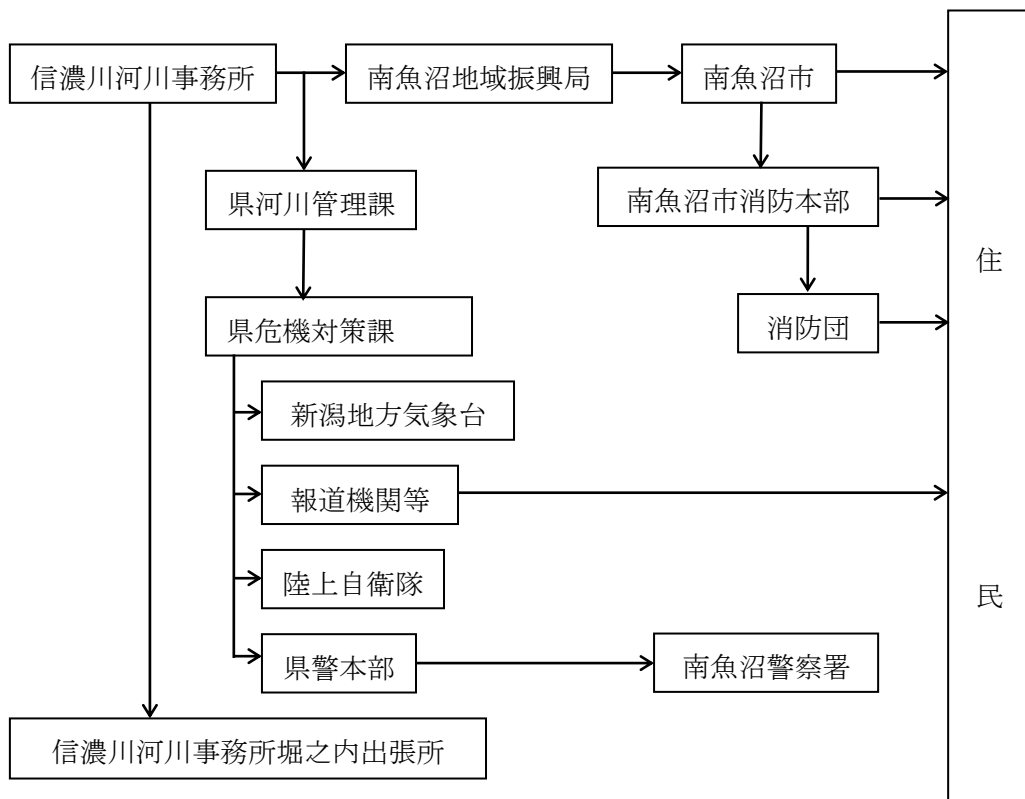 信濃川河川事務所
南魚沼地域振興局
南魚沼市
県河川管理課
南魚沼市消防本部
県危機対策課
消防団
新潟地方気象台
報道機関等
陸上自衛隊
県警本部
南魚沼警察署
信濃川河川事務所堀之内出張所
住民